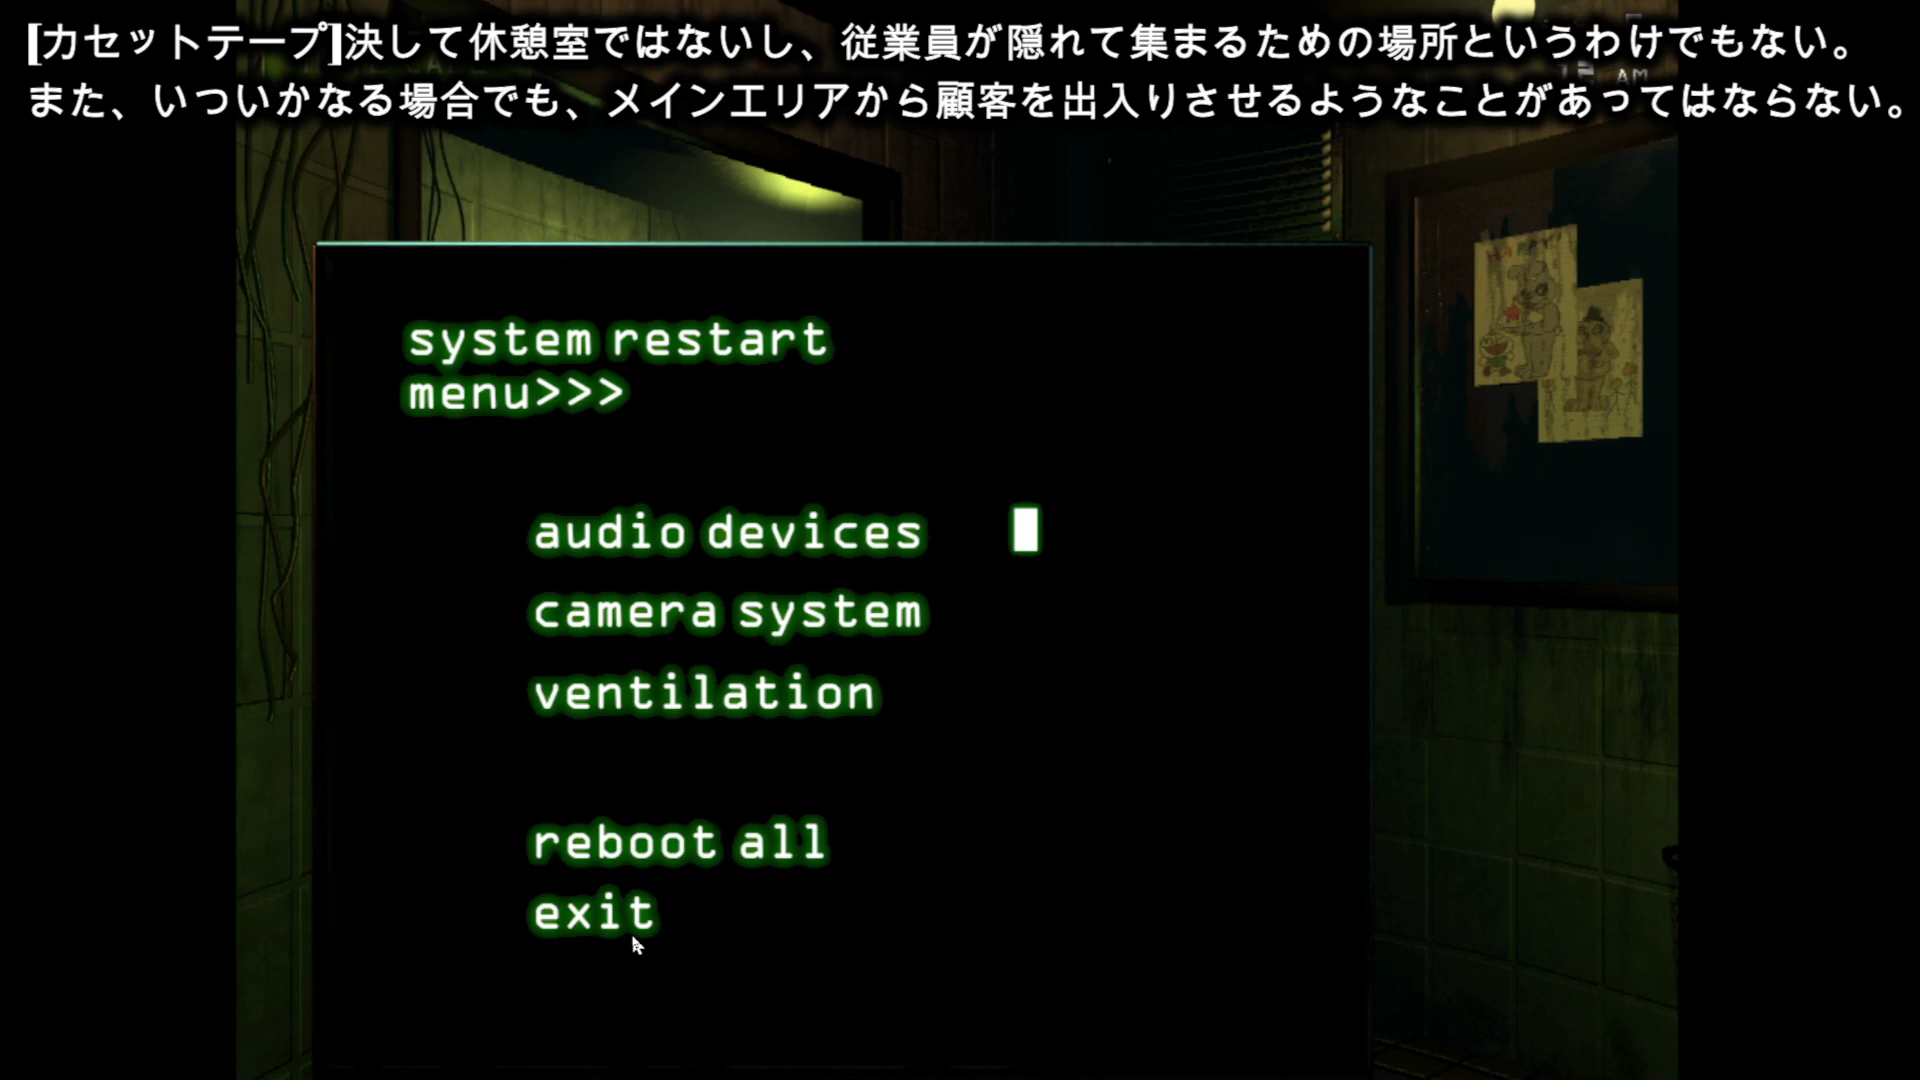 [カセットテープ]決して休憩室ではないし、従業員が隠れて集まるための場所というわけでもない。
また、いついかなる場合でも、メインエリアから顧客を出入りさせるようなことがあってはならない。
12 AM
system restart
menu>>>
audio devices
camera system
ventilation
reboot all
exit